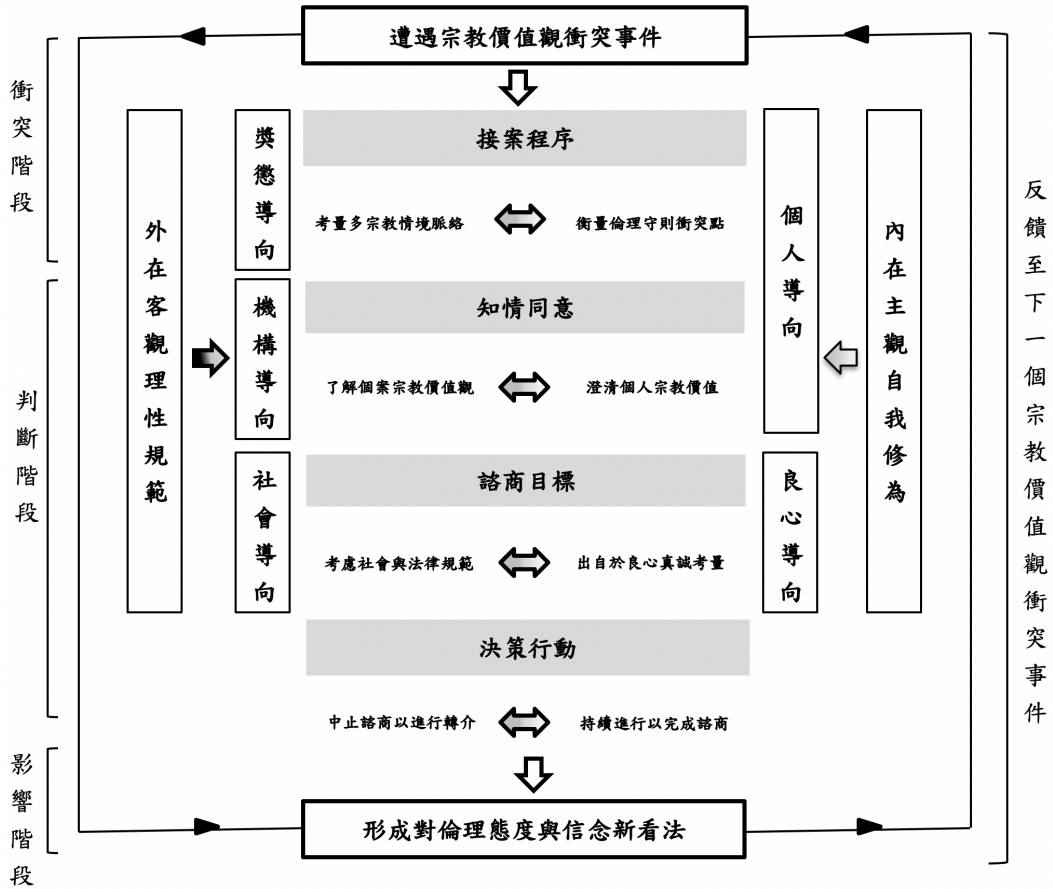 遭遇宗教價值觀衝突事件
衝突階段
判斷階段
影響階段
外在客觀理性規範
獎懲導向
機構導向
社會導向
接案程序
考量多宗教情境脈絡
衡量倫理守則衝突點
知情同意
了解個案宗教價值觀
澄清個人宗教價值
諮商目標
考慮社會與法律規範
出自於良心真誠考量
決策行動
中止諮商以進行轉介
持續進行以完成諮商
個人導向
良心導向
內在主觀自我修為
反饋至下一個宗教價值觀衝突事件
形成對倫理態度與信念新看法